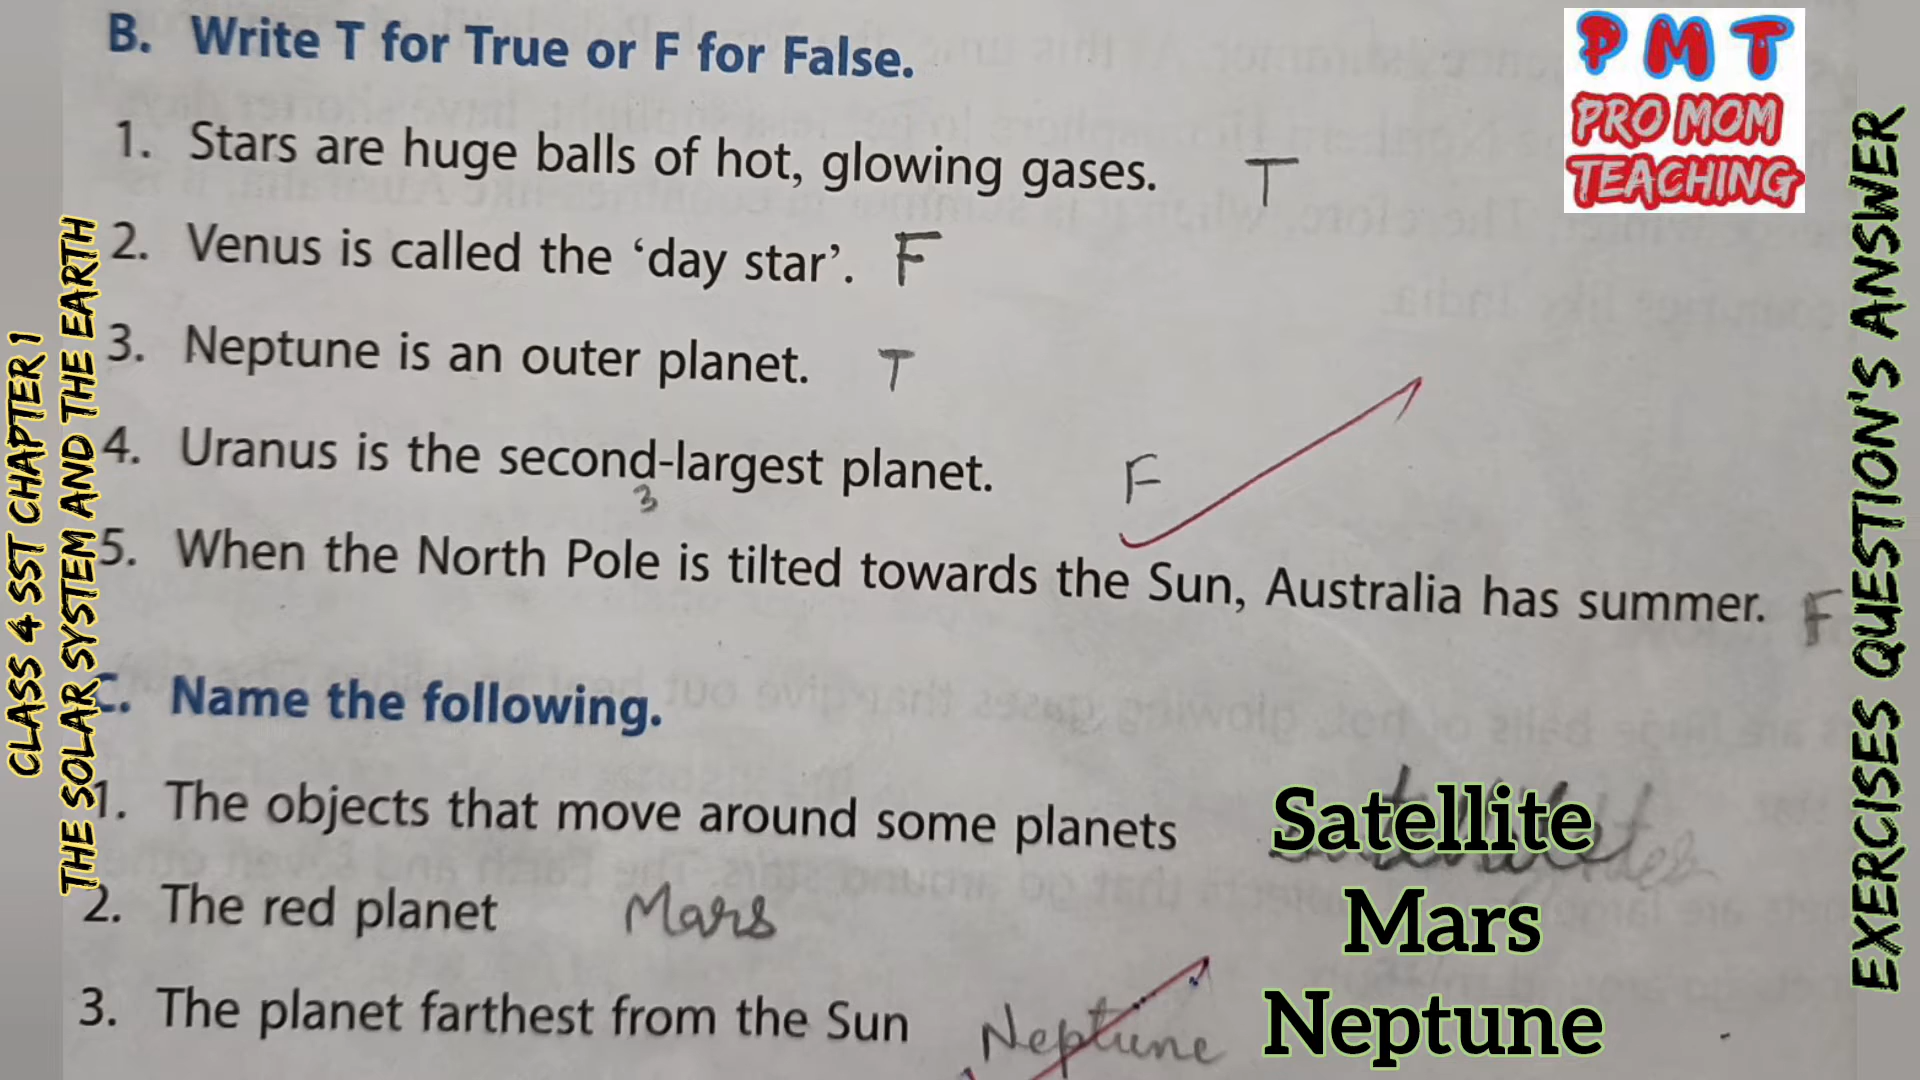 B. Write T for True or F for False.
1. Stars are huge balls of hot, glowing gases. T
2. Venus is called the ‘day star’. F
3. Neptune is an outer planet. T
4. Uranus is the second-largest planet. F
3
5. When the North Pole is tilted towards the Sun, Australia has summer. F
C. Name the following.
1. The objects that move around some planets Satellite
2. The red planet Mars Mars
3. The planet farthest from the Sun Neptune Neptune
PMT
PRO MOM
TEACHING
CLASS 4 SST CHAPTER 1
THE SOLAR SYSTEM AND THE EARTH
EXERCISES QUESTION'S ANSWER